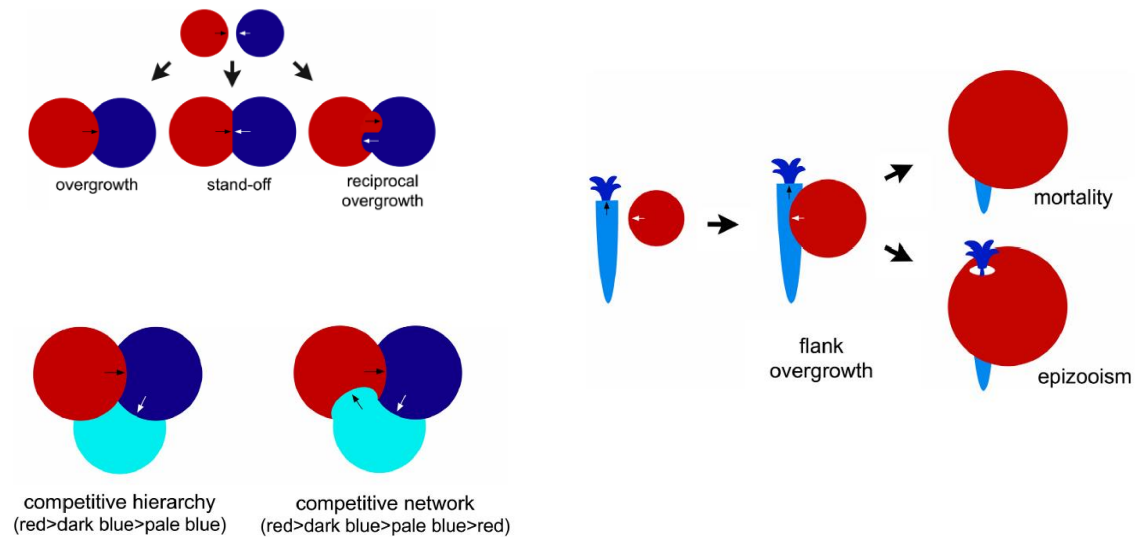 overgrowth
stand-off
reciprocal
overgrowth
competitive hierarchy
(red>dark blue>pale blue)
competitive network
(red>dark blue>pale blue>red)
flank
overgrowth
mortality
epizooism